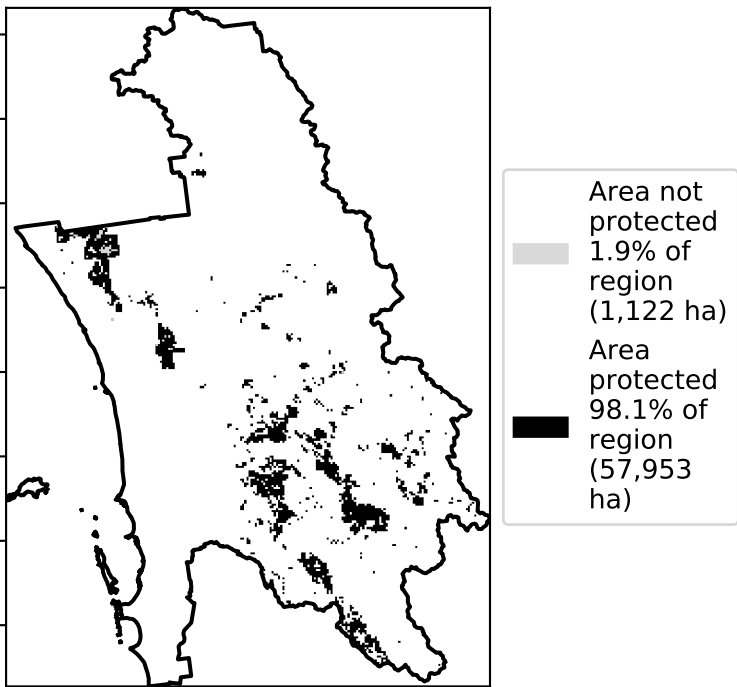 Area not
protected
1.9% of
region
(1,122 ha)
Area
protected
98.1% of
region
(57,953
ha)